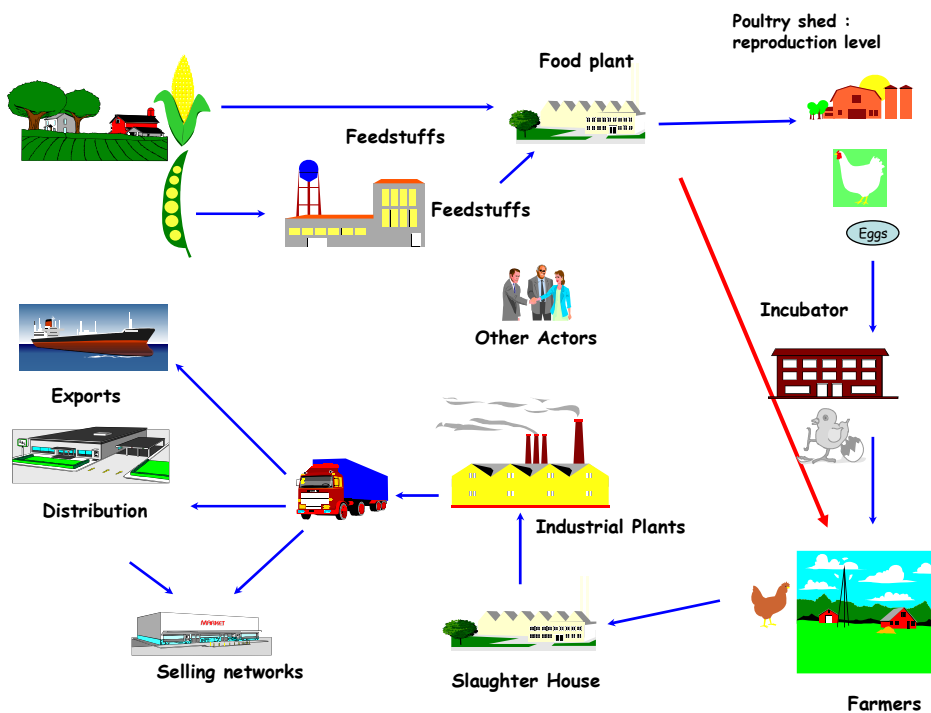 Poultry shed :
reproduction level
Food plant
Feedstuffs
Feedstuffs
Eggs
Incubator
Other Actors
Exports
Distribution
Industrial Plants
MARKET
Selling networks
Slaughter House
Farmers